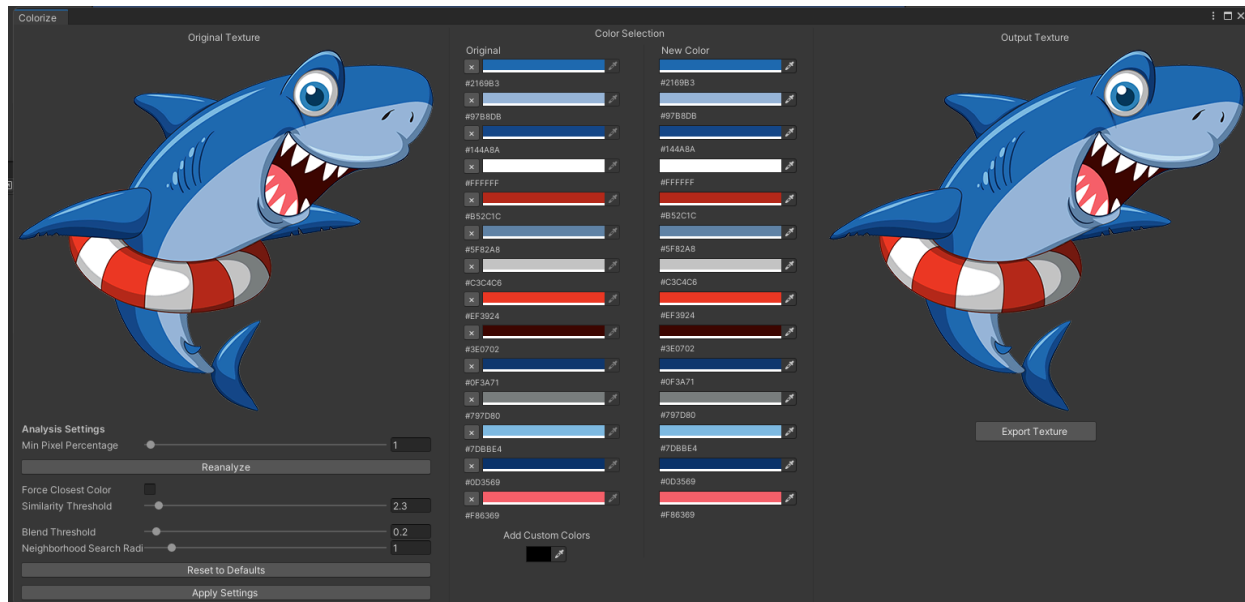 Colorize
Original Texture
Analysis Settings
Min Pixel Percentage
1
Reanalyze
Force Closest Color
Similarity Threshold
2.3
Blend Threshold
0.2
Neighborhood Search Radi
1
Reset to Defaults
Apply Settings
Color Selection
Original
New Color
#2169B3
#2169B3
#97B8DB
#97B8DB
#144A8A
#144A8A
#FFFFFF
#FFFFFF
#B52C1C
#B52C1C
#5F82A8
#5F82A8
#C3C4C6
#C3C4C6
#EF3924
#EF3924
#3E0702
#3E0702
#0F3A71
#0F3A71
#797D80
#797D80
#7DBBE4
#7DBBE4
#0D3569
#0D3569
#F86369
#F86369
Add Custom Colors
Output Texture
Export Texture